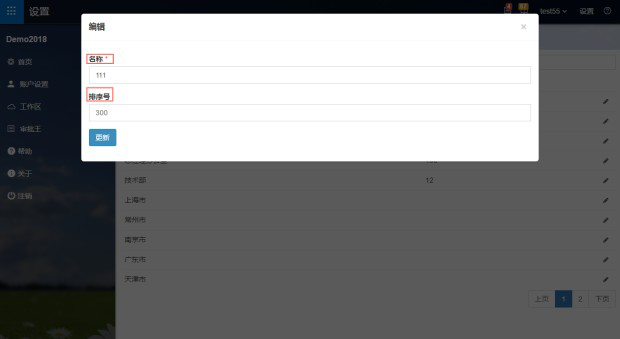 设置
test55
设置
Demo2018
首页
账户设置
工作区
审批王
帮助
关于
注销
编辑
×
名称 *
111
排序号
300
更新
技术部 12
上海市
常州市
南京市
广东市
天津市
上页 1 2 下页